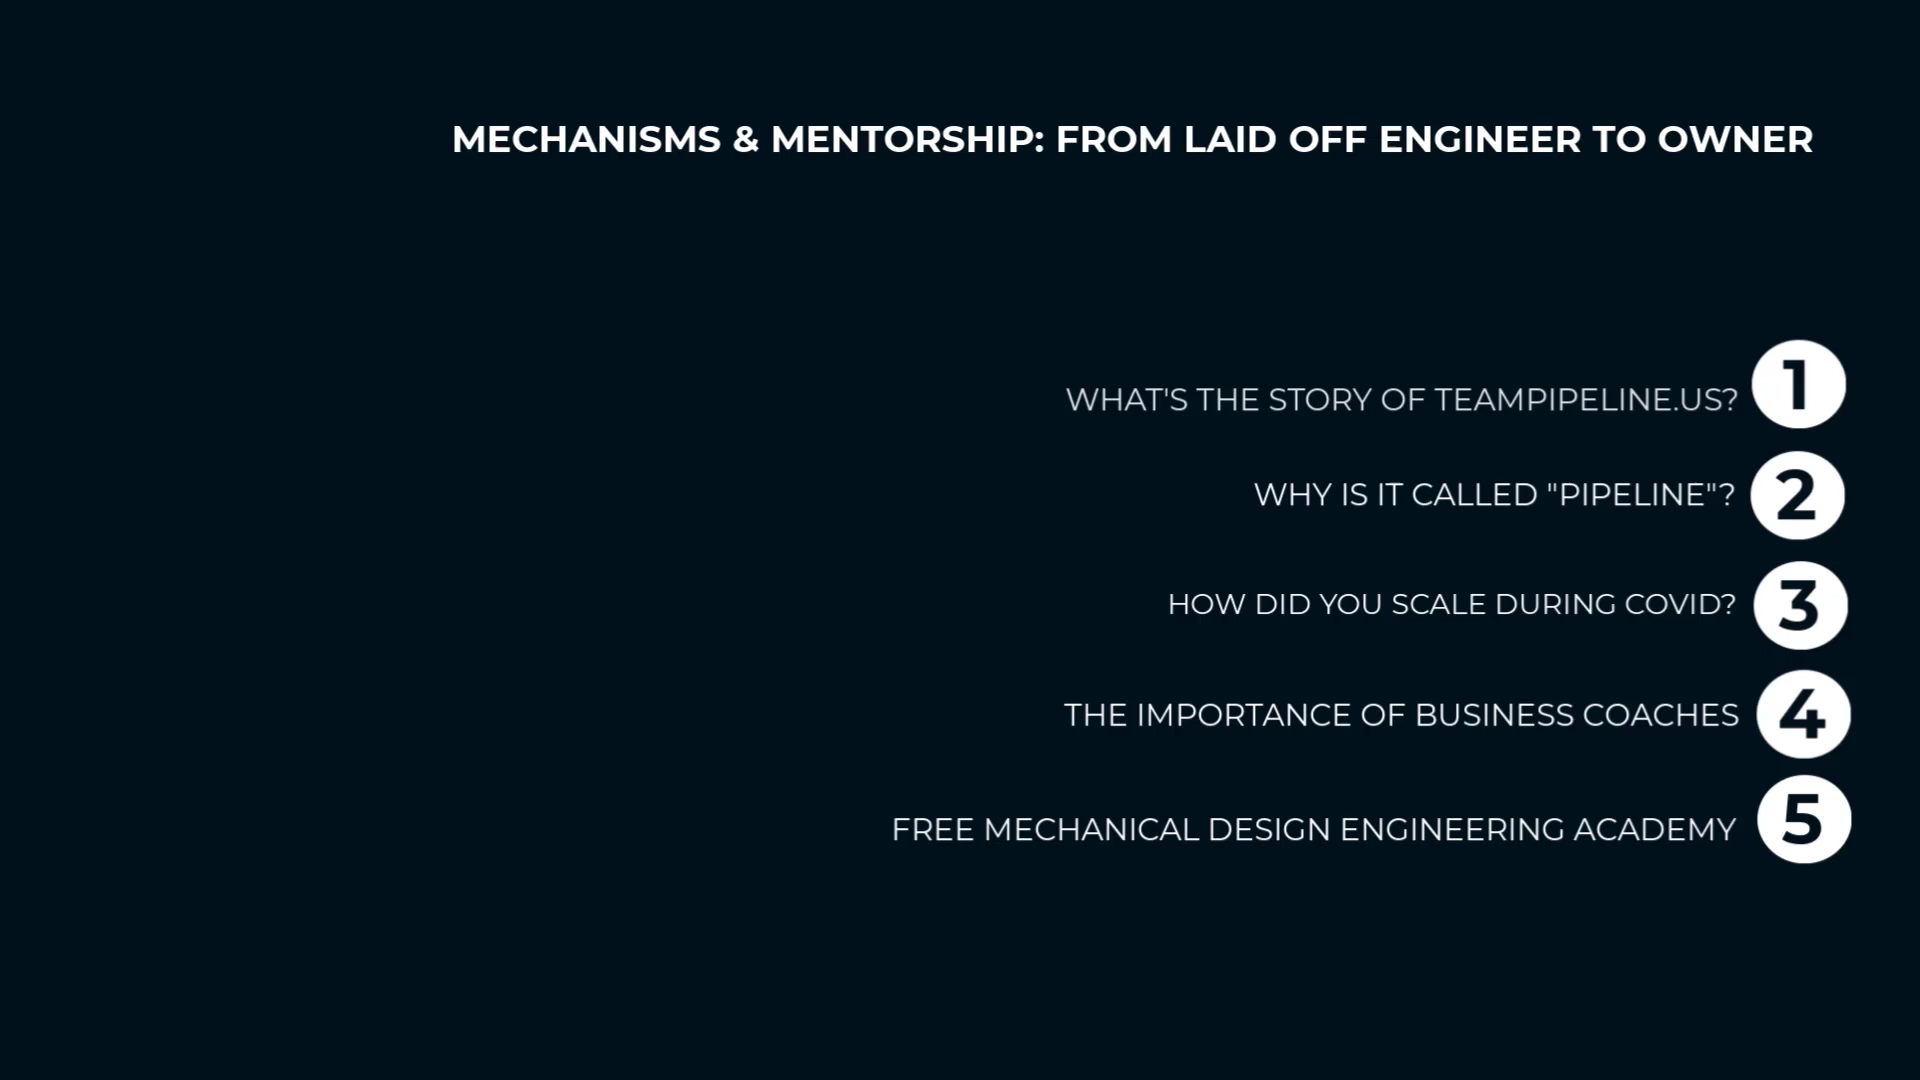 MECHANISMS & MENTORSHIP: FROM LAID OFF ENGINEER TO OWNER
WHAT'S THE STORY OF TEAMPIPELINE.US? 1
WHY IS IT CALLED "PIPELINE"? 2
HOW DID YOU SCALE DURING COVID? 3
THE IMPORTANCE OF BUSINESS COACHES 4
FREE MECHANICAL DESIGN ENGINEERING ACADEMY 5